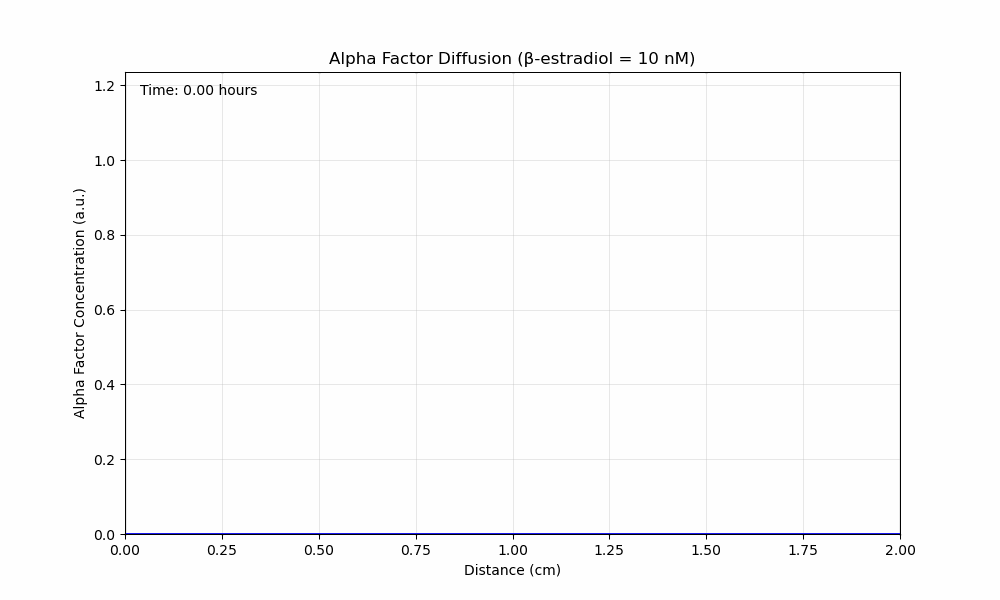 Alpha Factor Diffusion (β-estradiol = 10 nM)
Time: 0.00 hours
Alpha Factor Concentration (a.u.)
1.2
1.0
0.8
0.6
0.4
0.2
0.0
0.00 0.25 0.50 0.75 1.00 1.25 1.50 1.75 2.00
Distance (cm)